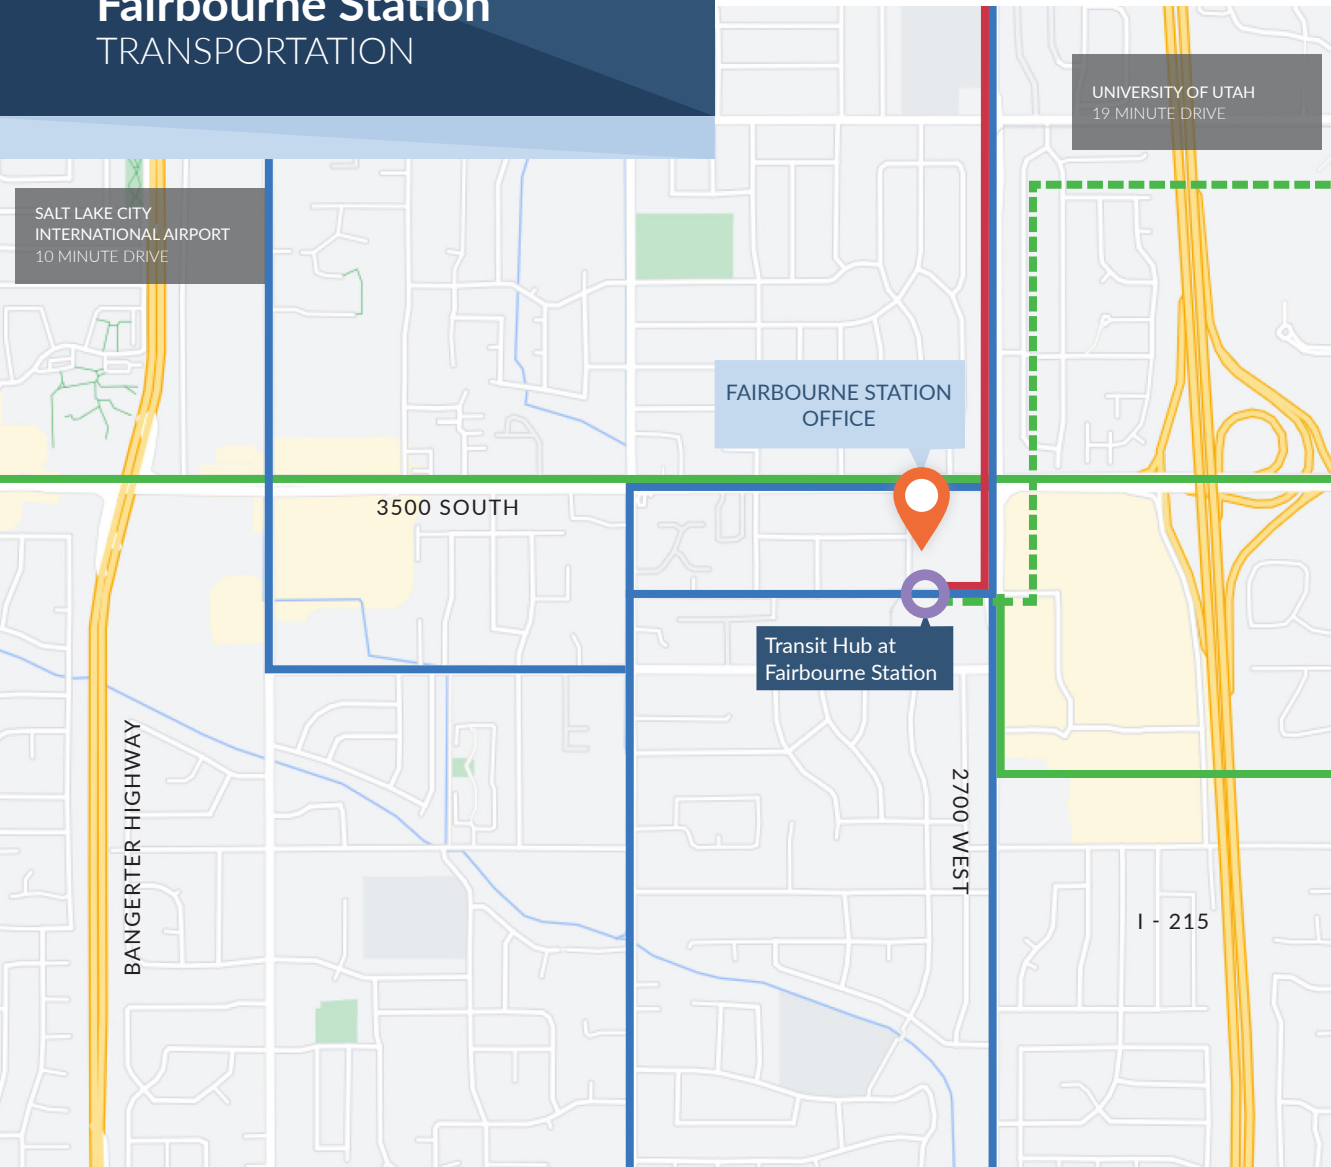 Fairbourne Station
TRANSPORTATION
UNIVERSITY OF UTAH
19 MINUTE DRIVE
SALT LAKE CITY
INTERNATIONAL AIRPORT
10 MINUTE DRIVE
FAIRBOURNE STATION
OFFICE
3500 SOUTH
Transit Hub at
Fairbourne Station
BANGERTER HIGHWAY
2700 WEST
I - 215